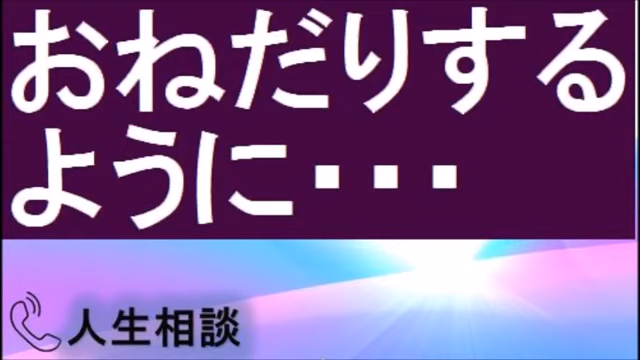 おねだりする
ように・・・
人生相談